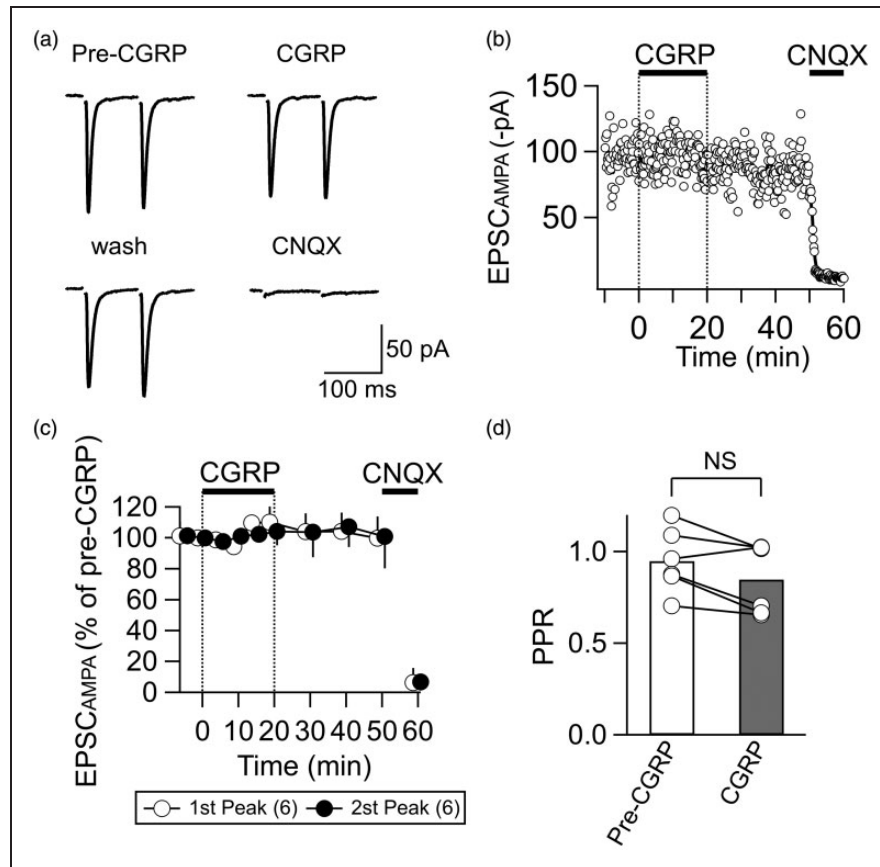 (a)
Pre-CGRP CGRP
wash CNQX
50 pA
100 ms
(b)
CGRP CNQX
150
100
50
EPSCAMPA (-pA)
0 20 40 60
Time (min)
(c)
CGRP CNQX
120
100
80
60
40
20
0
EPSCAMPA (% of pre-CGRP)
0 10 20 30 40 50 60
Time (min)
1st Peak (6) 2st Peak (6)
(d)
NS
1.0
0.5
0.0
PPR
Pre-CGRP
CGRP